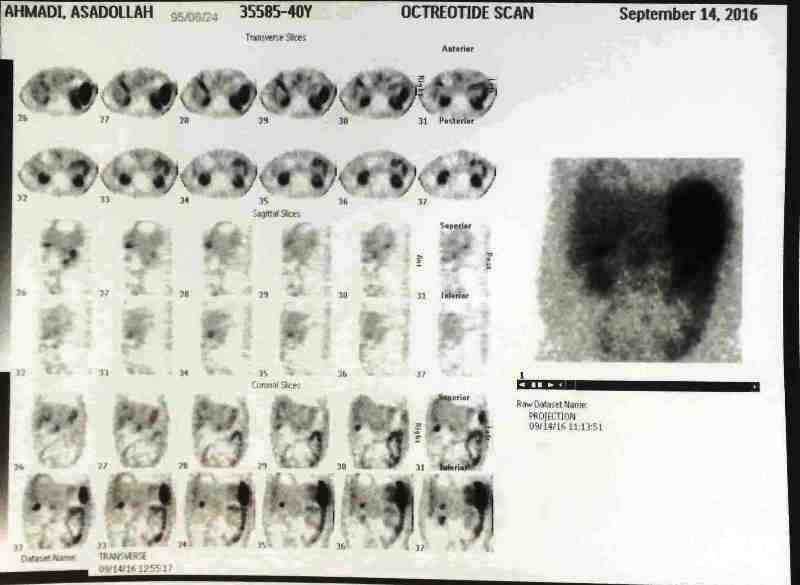 AHMADI, ASADOLLAH 95/06/24 35585-40Y OCTREOTIDE SCAN September 14, 2016
Transverse Slices
Anterior
Right Left
26 27 28 29 30 31
Posterior
32 33 34 35 36 37
Sagittal Slices
Superior
Ant Post
26 27 28 29 30 31
Inferior
32 33 34 35 36 37
Coronal Slices
Superior
Right Left
26 27 28 29 30 31
Inferior
32 33 34 35 36 37
Dataset Name: TRANSVERSE
09/14/16 12:55:17
1
Raw Dataset Name:
PROJECTION
09/14/16 11:13:51